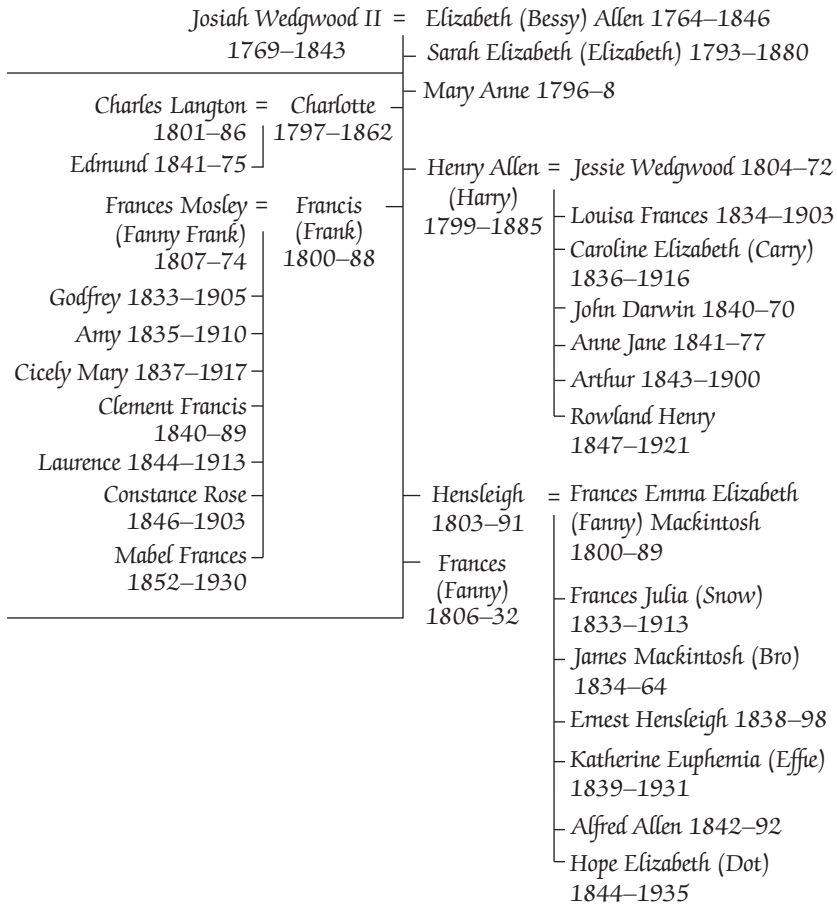 Josiah Wedgwood II = Elizabeth (Bessy) Allen 1764–1846
1769–1843
Sarah Elizabeth (Elizabeth) 1793–1880
Mary Anne 1796–8
Charles Langton = Charlotte
1801–86 1797–1862
Edmund 1841–75
Henry Allen = Jessie Wedgwood 1804–72
(Harry)
1799–1885
Louisa Frances 1834–1903
Caroline Elizabeth (Carry)
1836–1916
John Darwin 1840–70
Anne Jane 1841–77
Arthur 1843–1900
Rowland Henry
1847–1921
Frances Mosley = Francis
(Fanny Frank) (Frank)
1807–74 1800–88
Godfrey 1833–1905
Amy 1835–1910
Cicely Mary 1837–1917
Clement Francis
1840–89
Laurence 1844–1913
Constance Rose
1846–1903
Mabel Frances
1852–1930
Hensleigh = Frances Emma Elizabeth
1803–91 (Fanny) Mackintosh
1800–89
Frances
(Fanny)
1806–32
Frances Julia (Snow)
1833–1913
James Mackintosh (Bro)
1834–64
Ernest Hensleigh 1838–98
Katherine Euphemia (Effie)
1839–1931
Alfred Allen 1842–92
Hope Elizabeth (Dot)
1844–1935